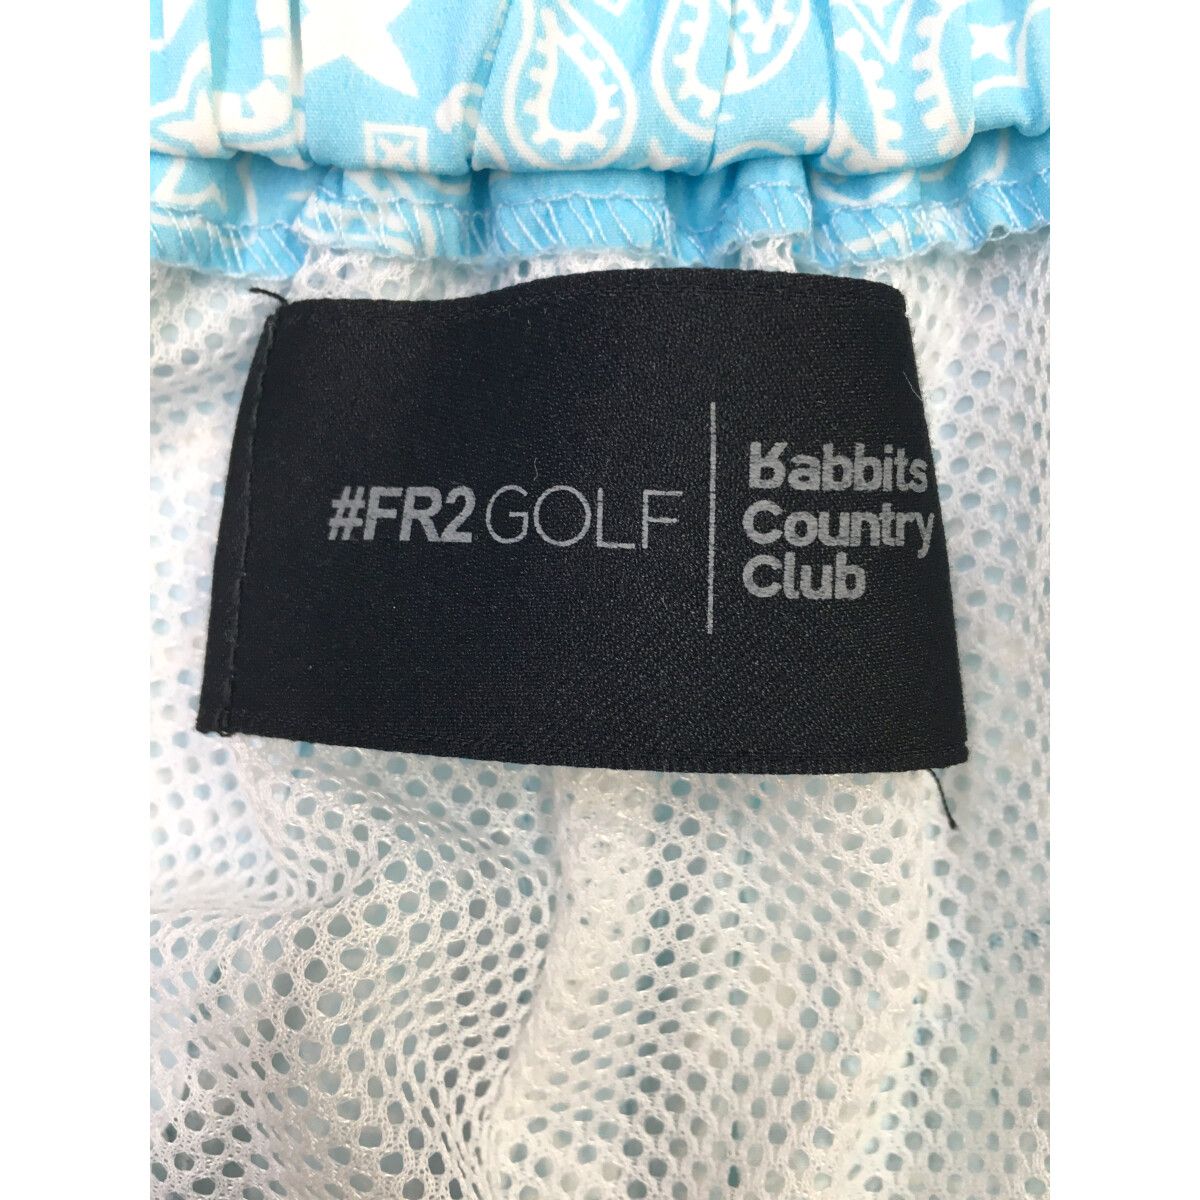 #FR2GOLF
Rabbits
Country
Club